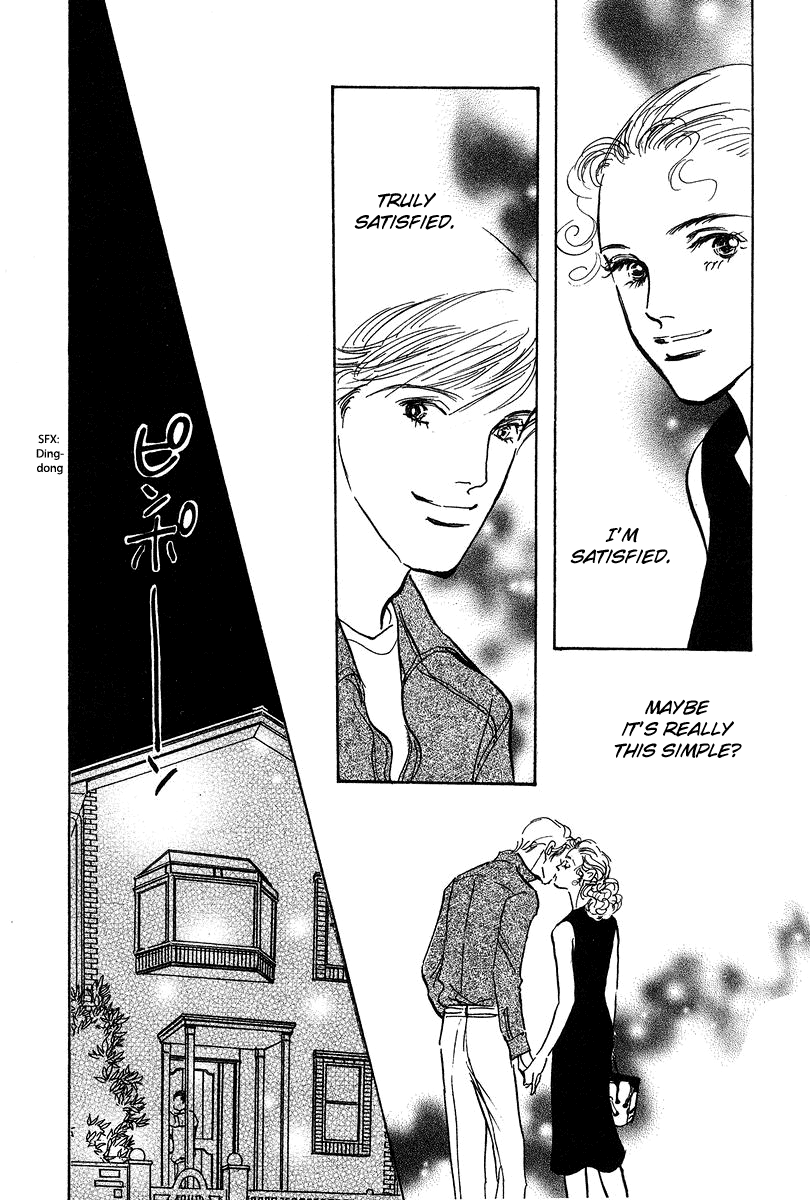 I'M
SATISFIED.
TRULY
SATISFIED.
MAYBE
IT'S REALLY
THIS SIMPLE?
ピンポーン
SFX:
Ding-
dong